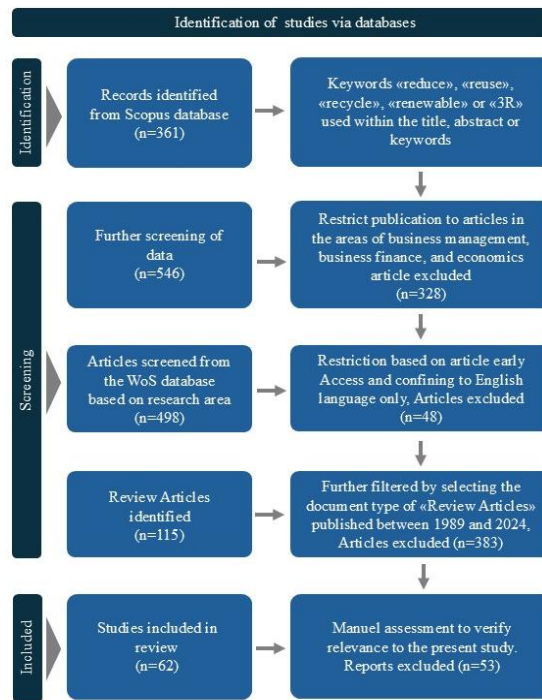 Identification of studies via databases
Identification
Records identified
from Scopus database
(n=361)
Keywords «reduce», «reuse»,
«recycle», «renewable» or «3R»
used within the title, abstract or
keywords
Screening
Further screening of
data
(n=546)
Restrict publication to articles in
the areas of business management,
business finance, and economics
article excluded
(n=328)
Articles screened from
the WoS database
based on research area
(n=498)
Restriction based on article early
Access and confining to English
language only, Articles excluded
(n=48)
Review Articles
identified
(n=115)
Further filtered by selecting the
document type of «Review Articles»
published between 1989 and 2024,
Articles excluded (n=383)
Included
Studies included in
review
(n=62)
Manuel assessment to verify
relevance to the present study.
Reports excluded (n=53)